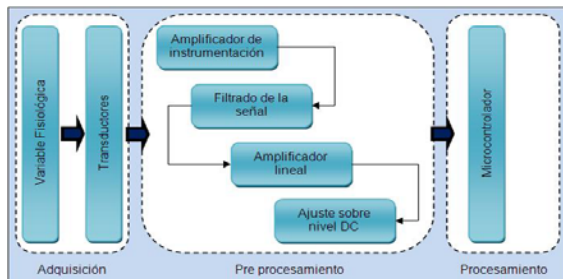 Variable Fisiológica
Transductores
Amplificador de
instrumentación
Filtrado de la
señal
Amplificador
lineal
Ajuste sobre
nivel DC
Microcontrolador
Adquisición
Pre procesamiento
Procesamiento